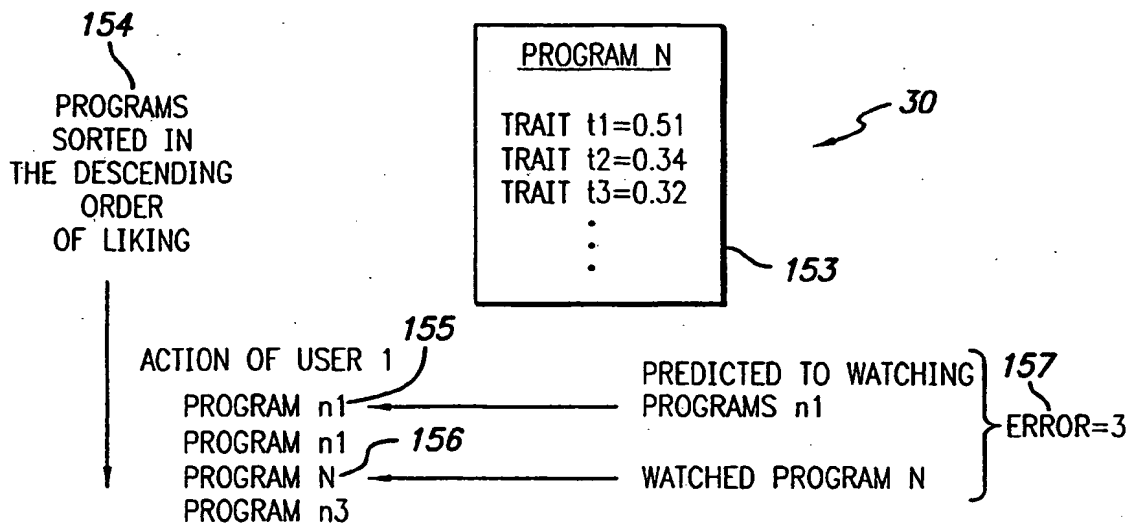 154
PROGRAMS
SORTED IN
THE DESCENDING
ORDER
OF LIKING
PROGRAM N
TRAIT t1=0.51
TRAIT t2=0.34
TRAIT t3=0.32
30
153
ACTION OF USER 1
155
PROGRAM n1
PROGRAM n1
PROGRAM N
156
PROGRAM n3
PREDICTED TO WATCHING
PROGRAMS n1
WATCHED PROGRAM N
157
ERROR=3